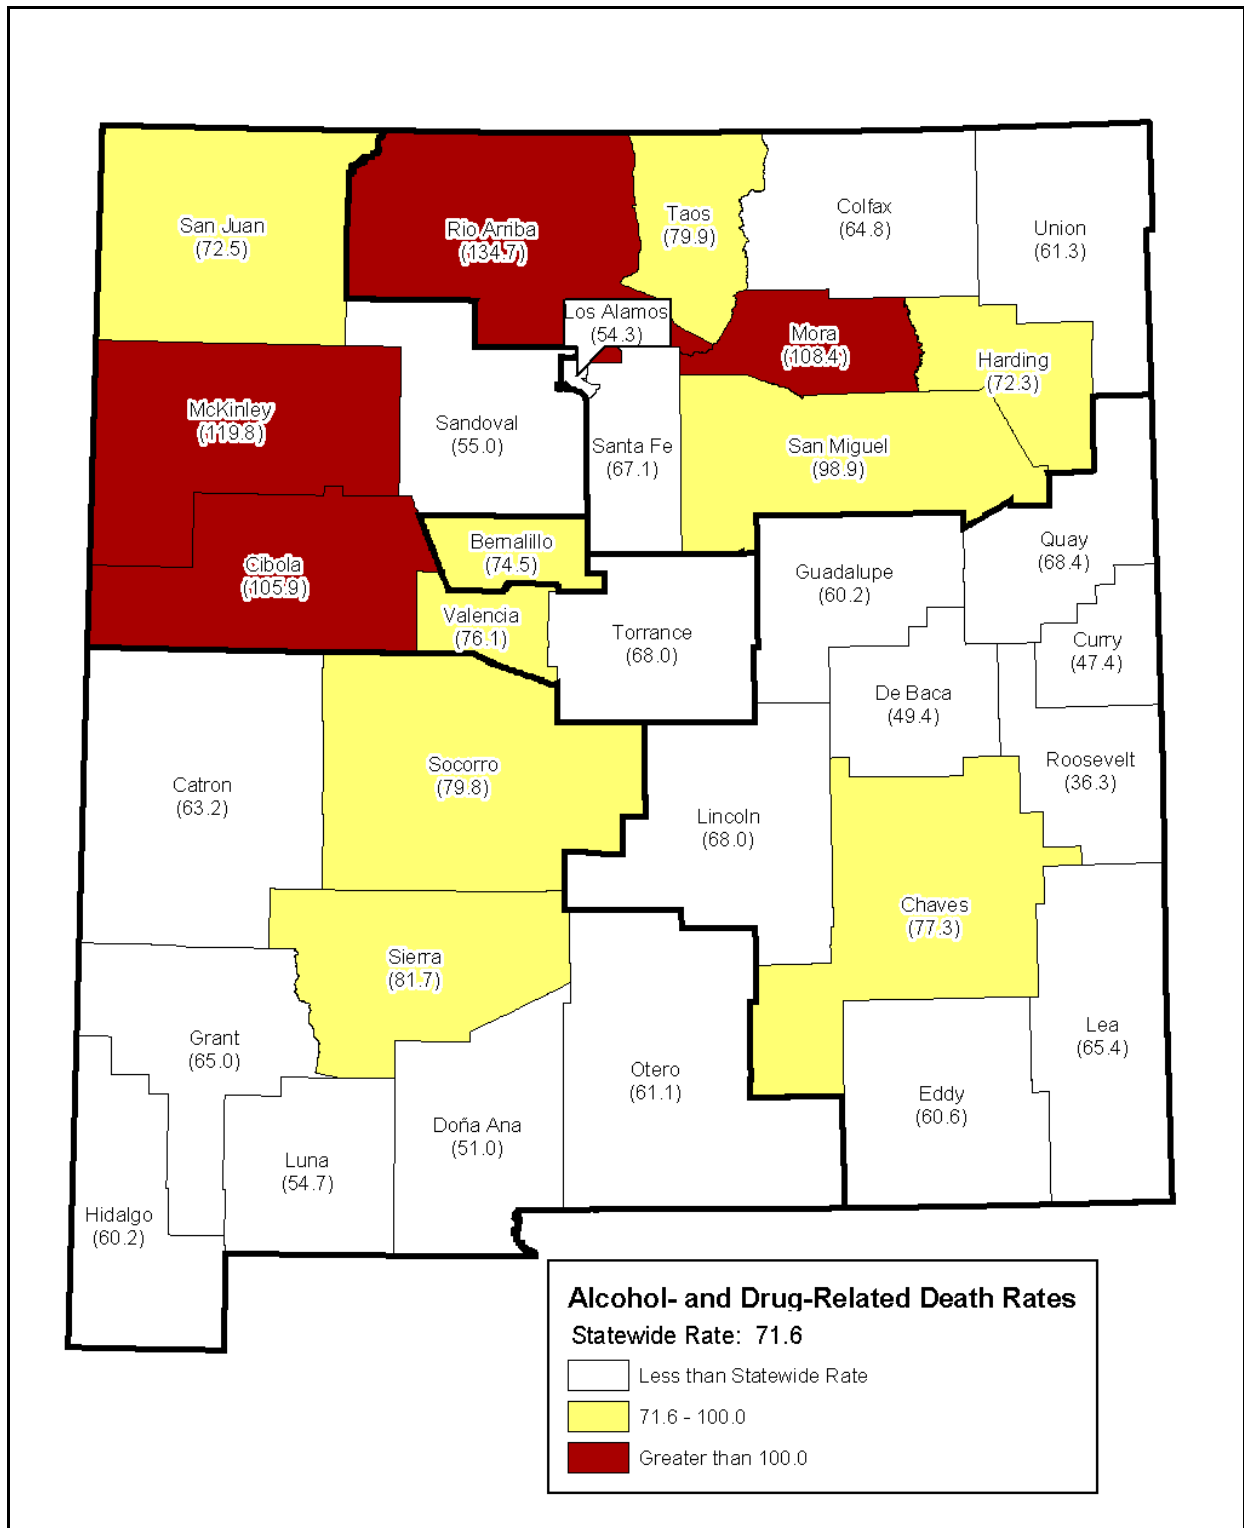 San Juan
(72.5)
Rio Arriba
(134.7)
Taos
(79.9)
Colfax
(64.8)
Union
(61.3)
Los Alamos
(54.3)
Mora
(108.4)
Harding
(72.3)
McKinley
(119.8)
Sandoval
(55.0)
Santa Fe
(67.1)
San Miguel
(98.9)
Bernalillo
(74.5)
Quay
(68.4)
Cibola
(105.9)
Guadalupe
(60.2)
Valencia
(76.1)
Torrance
(68.0)
Curry
(47.4)
De Baca
(49.4)
Roosevelt
(36.3)
Catron
(63.2)
Socorro
(79.8)
Lincoln
(68.0)
Chaves
(77.3)
Sierra
(81.7)
Grant
(65.0)
Lea
(65.4)
Otero
(61.1)
Eddy
(60.6)
Doña Ana
(51.0)
Luna
(54.7)
Hidalgo
(60.2)
Alcohol- and Drug-Related Death Rates
Statewide Rate: 71.6
Less than Statewide Rate
71.6 - 100.0
Greater than 100.0